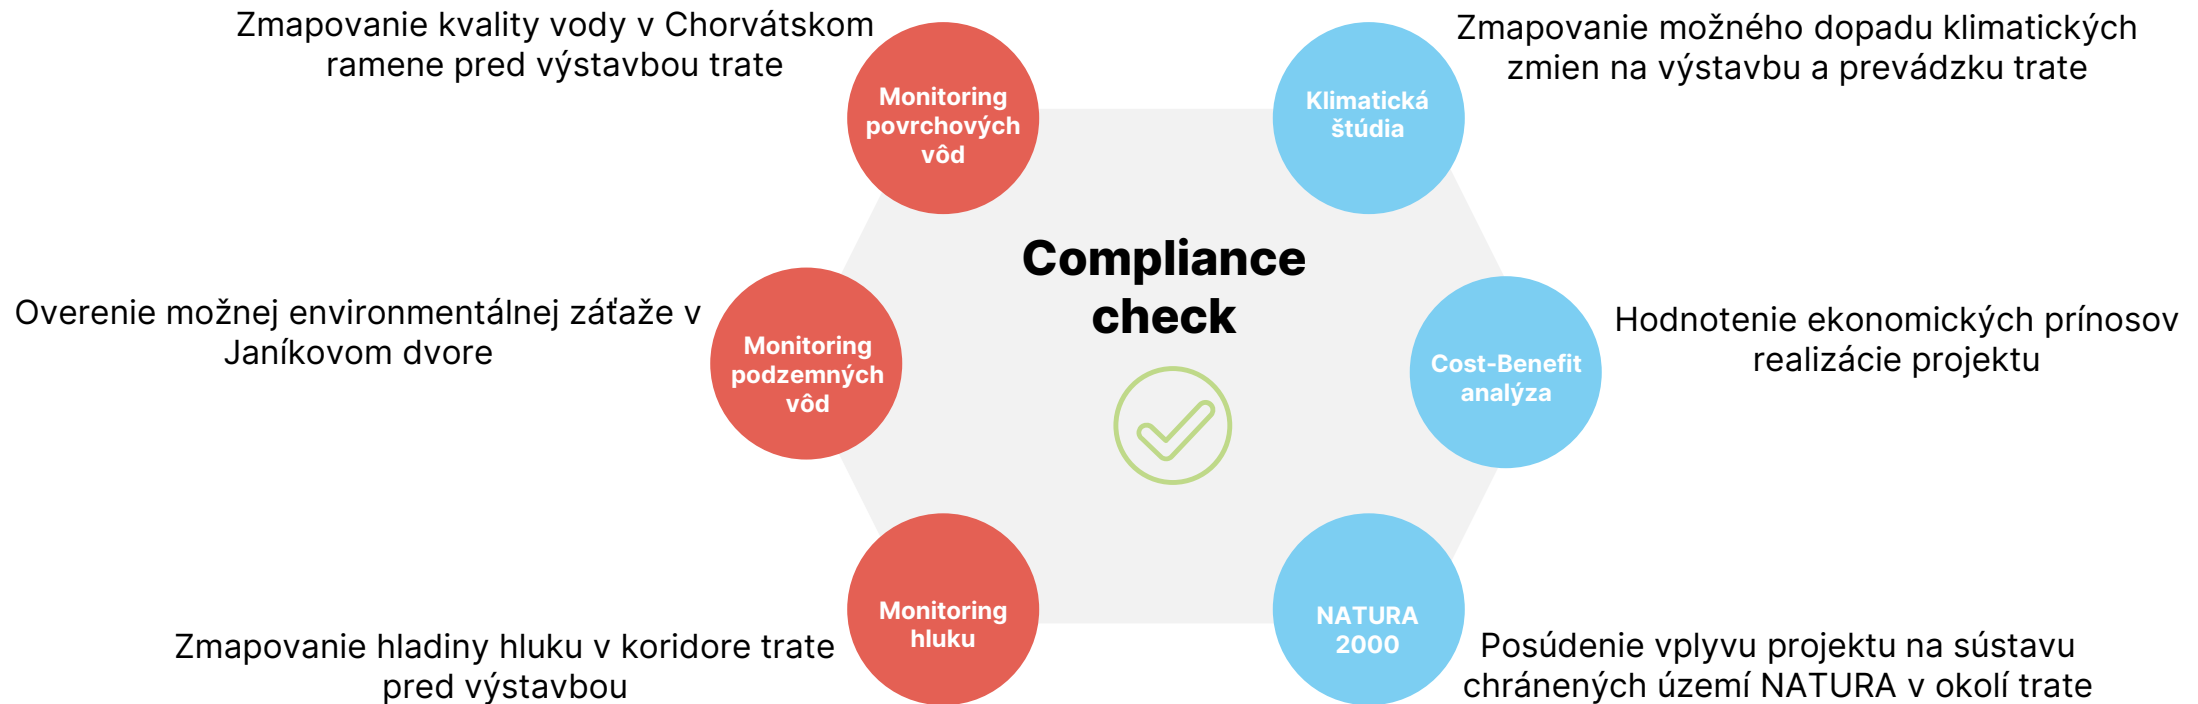 Zmapovanie kvality vody v Chorvátskom
ramene pred výstavbou trate
Monitoring
povrchových
vôd
Klimatická
štúdia
Zmapovanie možného dopadu klimatických
zmien na výstavbu a prevádzku trate
Compliance
check
Overenie možnej environmentálnej záťaže v
Janíkovom dvore
Monitoring
podzemných
vôd
Cost-Benefit
analýza
Hodnotenie ekonomických prínosov
realizácie projektu
Zmapovanie hladiny hluku v koridore trate
pred výstavbou
Monitoring
hluku
NATURA
2000
Posúdenie vplyvu projektu na sústavu
chránených území NATURA v okolí trate